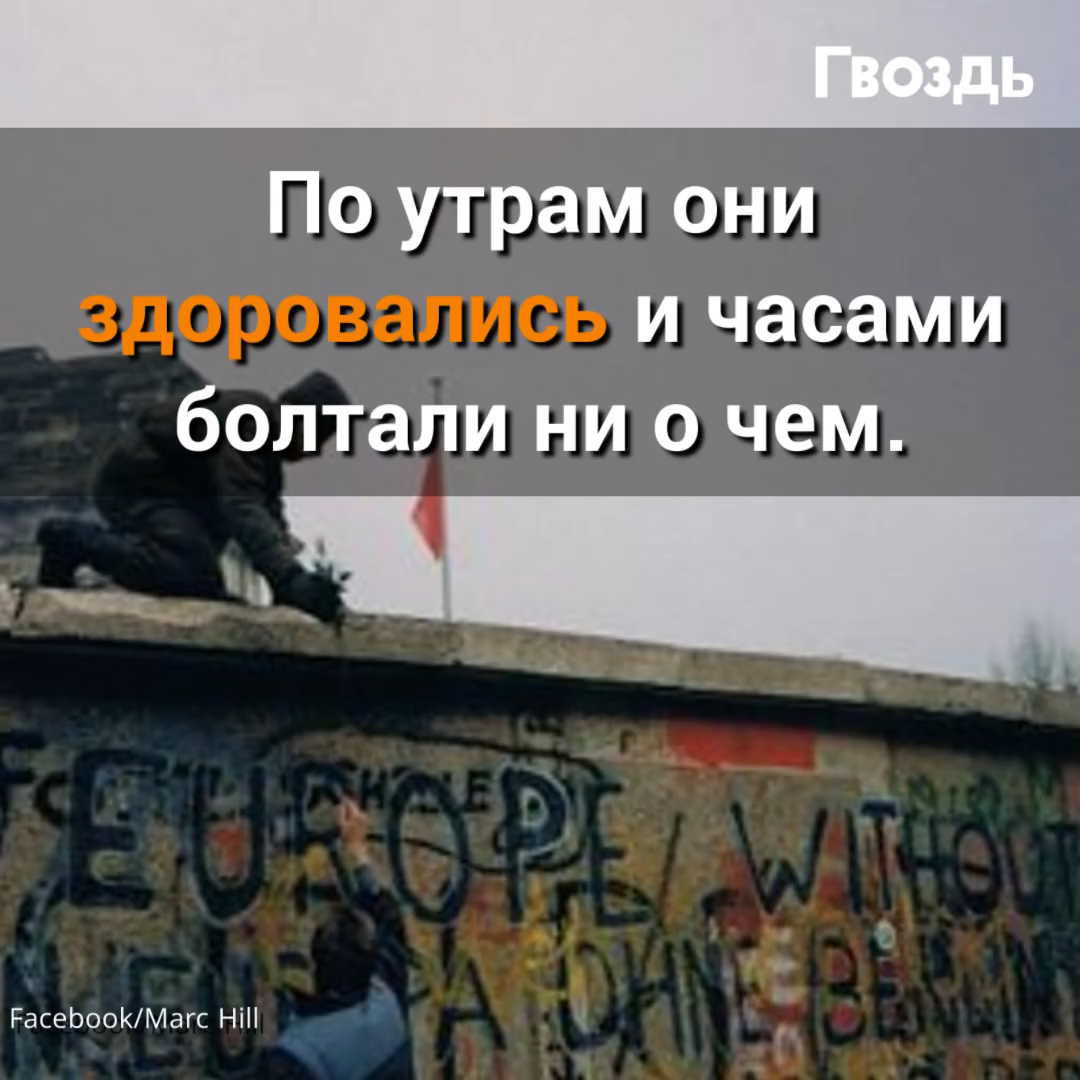 Гвоздь
По утрам они
здоровались и часами
болтали ни о чем.
EUROPE WITHOUT
OHNE
Facebook/Marc Hill